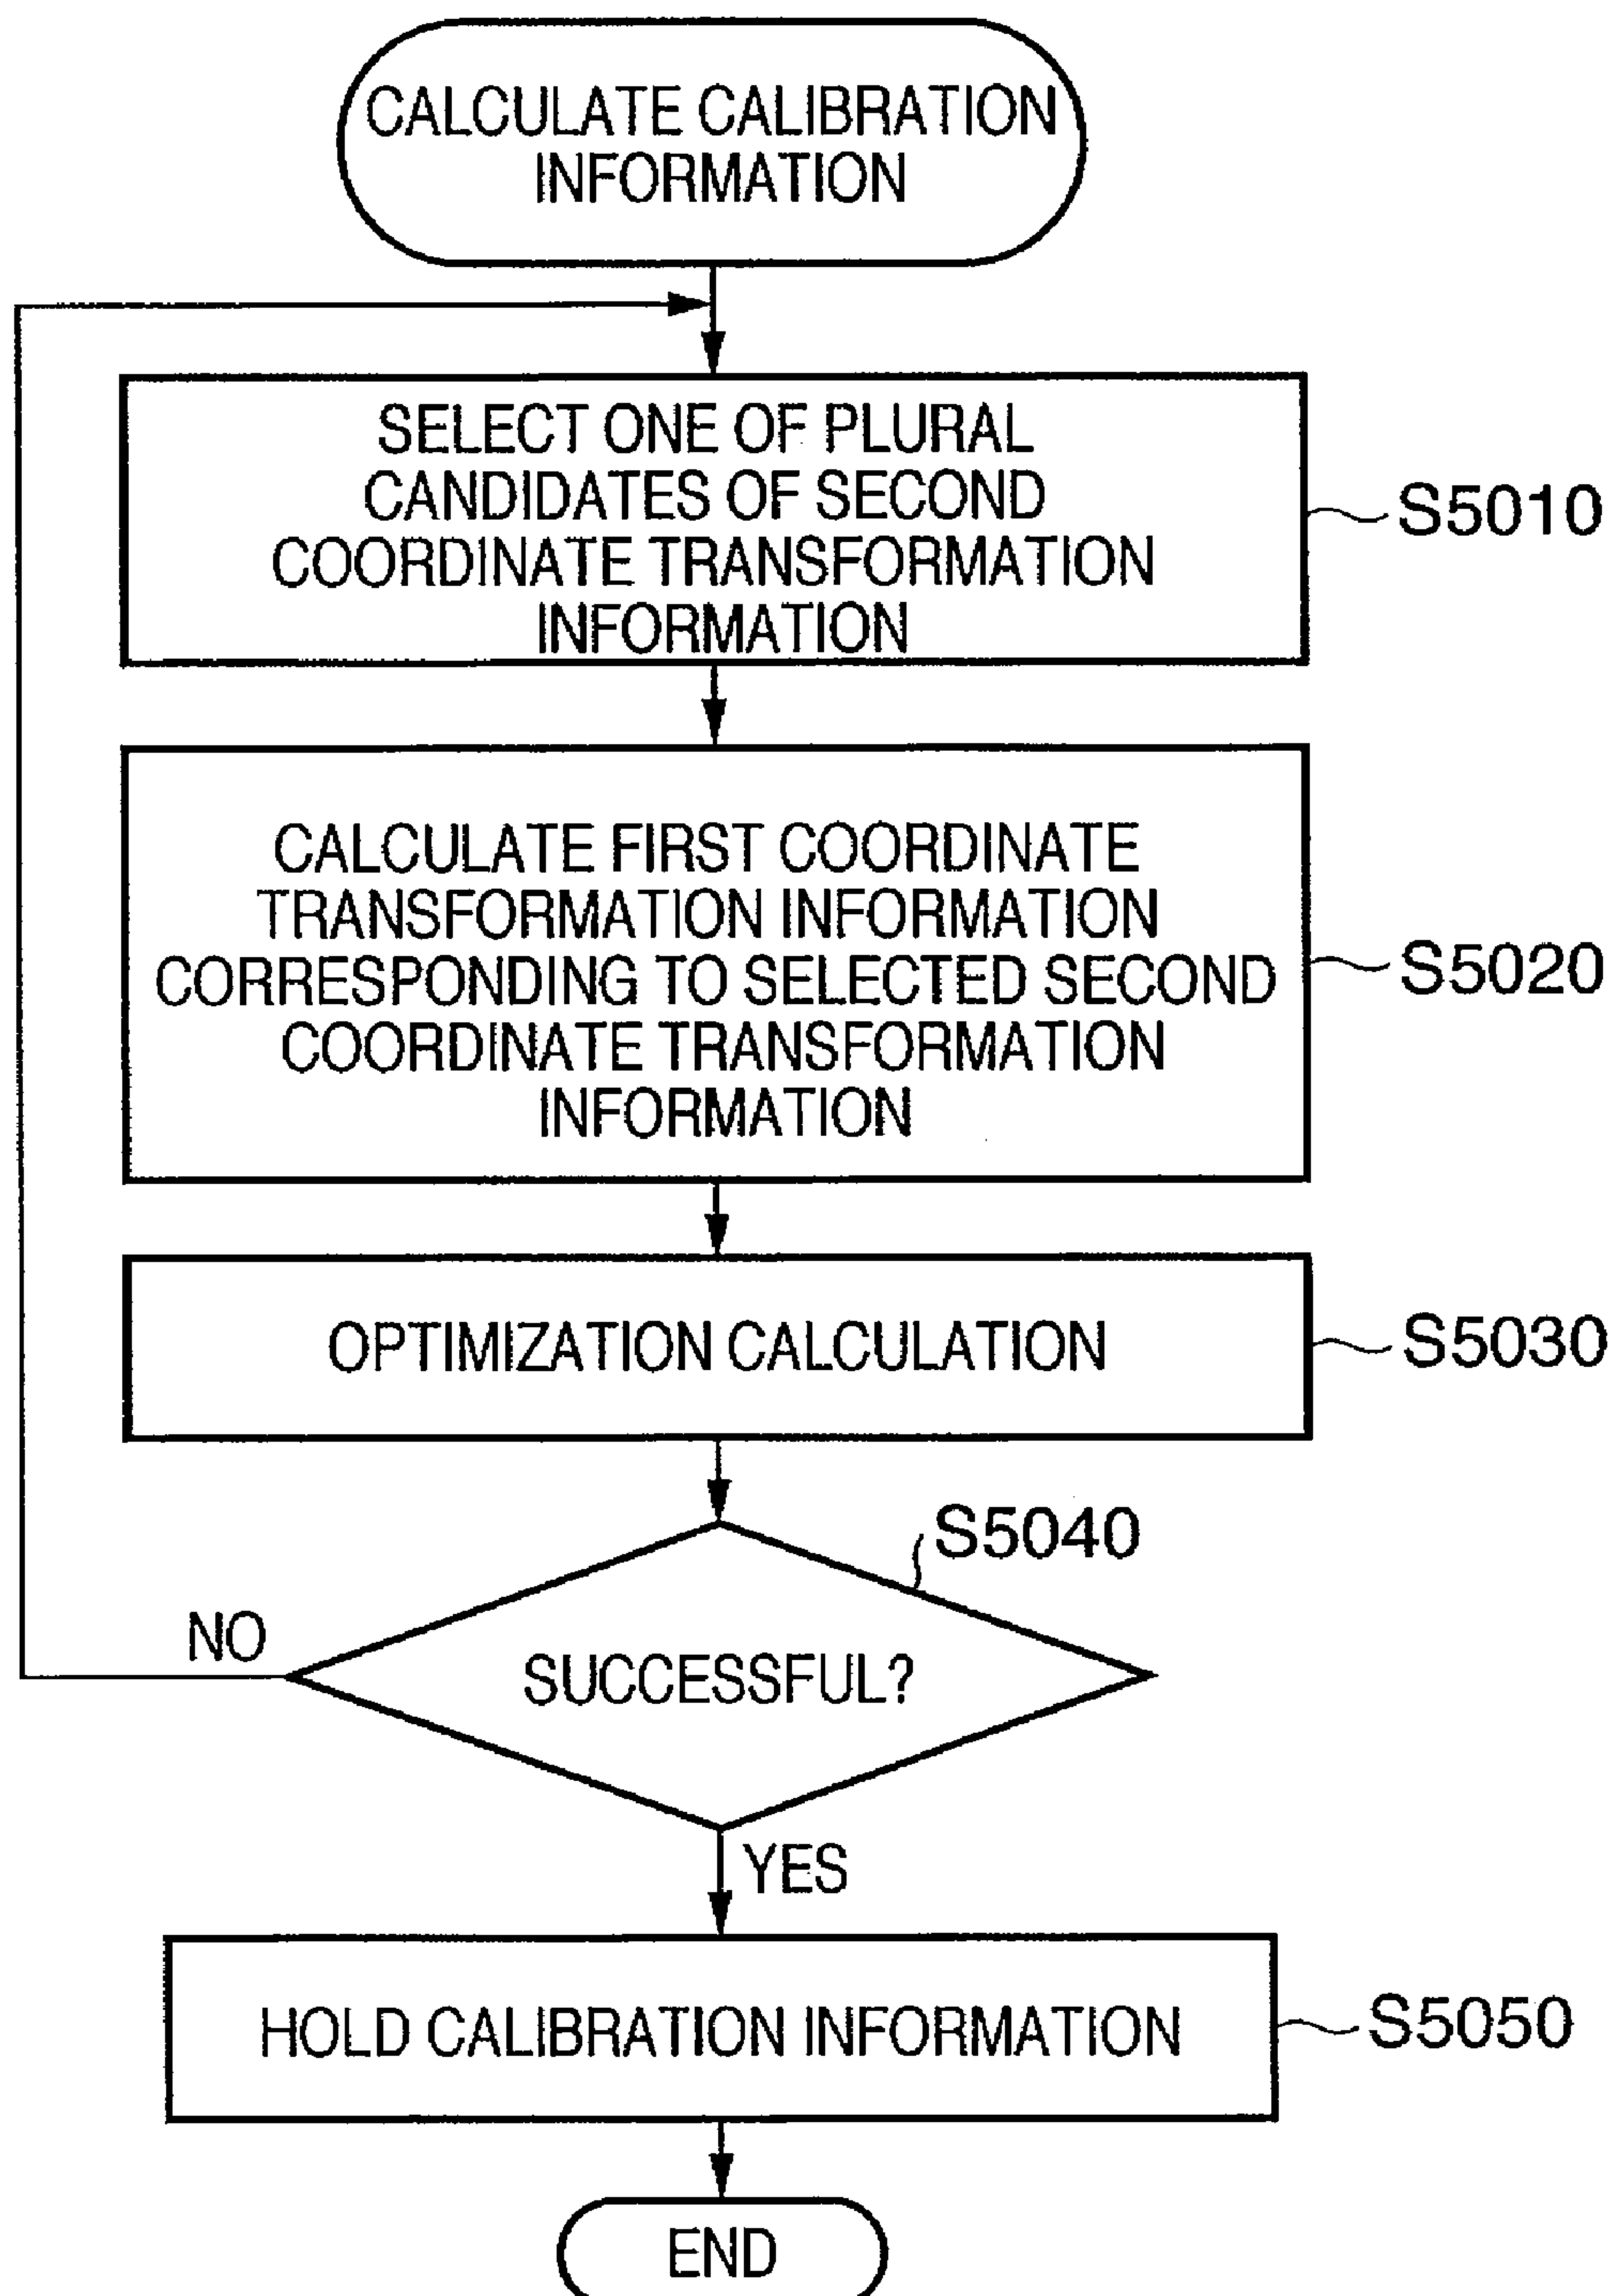 CALCULATE CALIBRATION
INFORMATION
SELECT ONE OF PLURAL
CANDIDATES OF SECOND
COORDINATE TRANSFORMATION
INFORMATION
S5010
CALCULATE FIRST COORDINATE
TRANSFORMATION INFORMATION
CORRESPONDING TO SELECTED SECOND
COORDINATE TRANSFORMATION
INFORMATION
S5020
OPTIMIZATION CALCULATION
S5030
S5040
NO
SUCCESSFUL?
YES
HOLD CALIBRATION INFORMATION
S5050
END